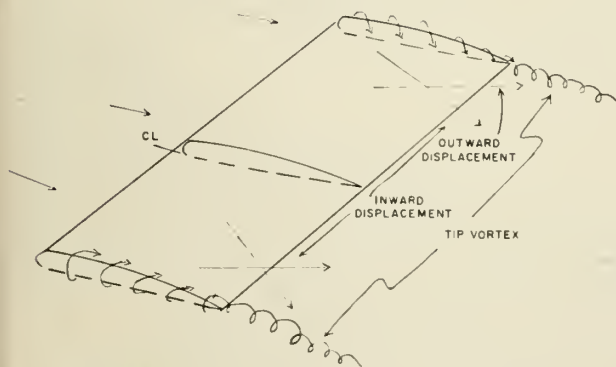 CL
OUTWARD
DISPLACEMENT
INWARD
DISPLACEMENT
TIP VORTEX